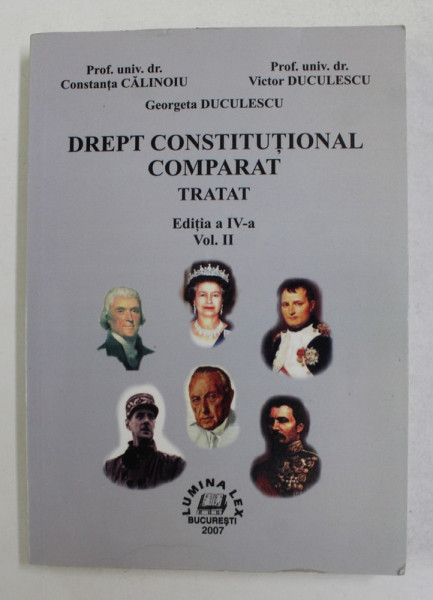 Prof. univ. dr.
Constanța CĂLINOIU
Prof. univ. dr.
Victor DUCULESCU
Georgeta DUCULESCU
DREPT CONSTITUȚIONAL
COMPARAT
TRATAT
Ediția a IV-a
Vol. II
LUMINA LEX
BUCUREȘTI
2007